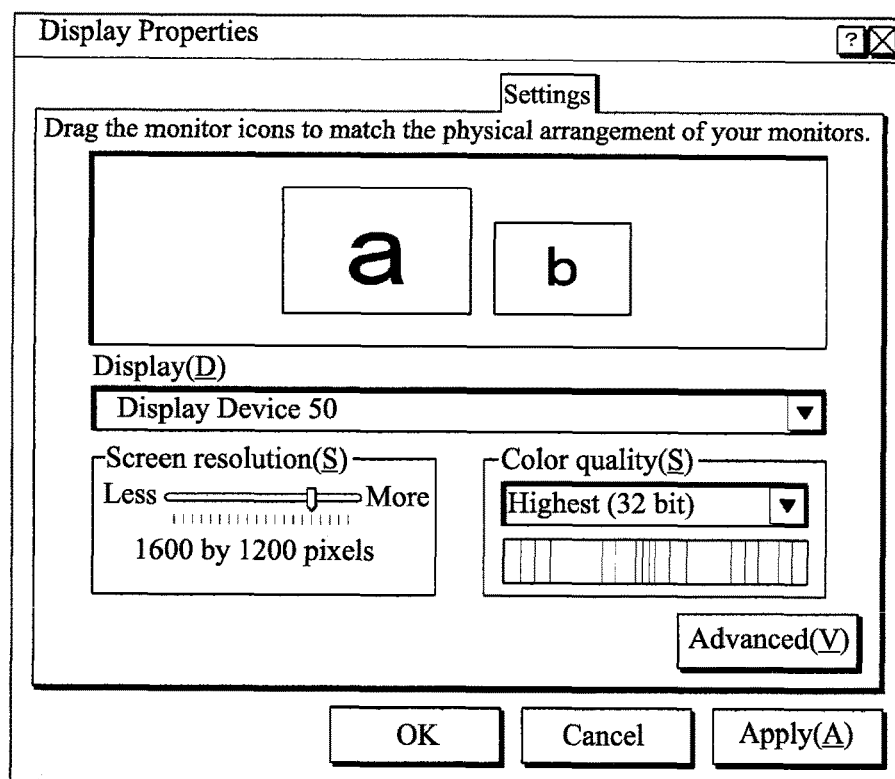 Display Properties
?
Settings
Drag the monitor icons to match the physical arrangement of your monitors.
a
b
Display(D)
Display Device 50
Screen resolution(S)
Less More
1600 by 1200 pixels
Color quality(S)
Highest (32 bit)
Advanced(V)
OK Cancel Apply(A)